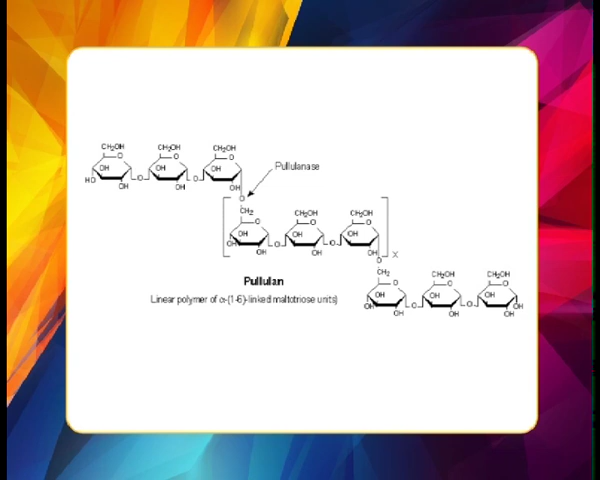 CH₂OH CH₂OH CH₂OH
O O O
OH OH OH
HO O O
OH OH OH
Pullulanase
O
CH₂ CH₂OH CH₂OH
O O O
OH OH OH
OH O O
OH OH OH
X
O
Pullulan
Linear polymer of α-(1-6)-linked maltotriose units)
CH₂ CH₂OH CH₂OH
O O O
OH OH OH
OH O O OH
OH OH OH